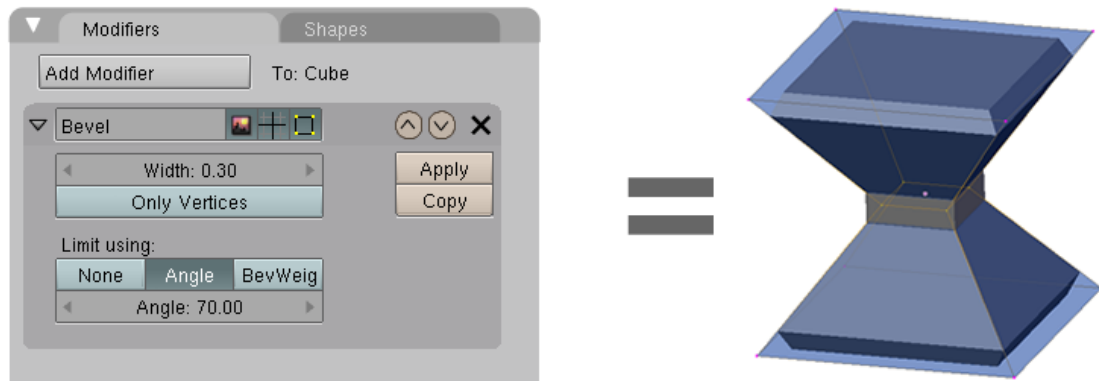 Modifiers Shapes
Add Modifier To: Cube
Bevel
Width: 0.30 Apply
Only Vertices Copy
Limit using:
None Angle BevWeig
Angle: 70.00